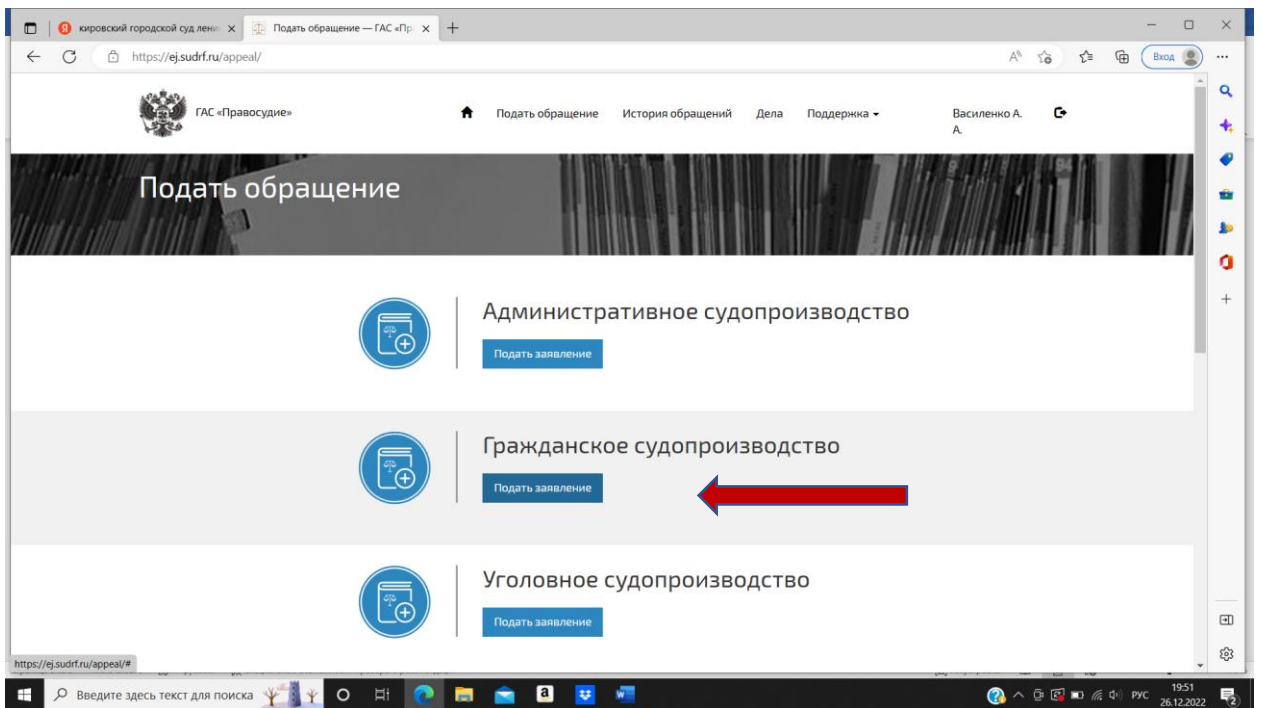 кировский городской суд лени
Подать обращение — ГАС «Пр
https://ej.sudrf.ru/appeal/
Вход
ГАС «Правосудие»
Подать обращение
История обращений
Дела
Поддержка
Василенко А.
А.
Подать обращение
Административное судопроизводство
Подать заявление
Гражданское судопроизводство
Подать заявление
Уголовное судопроизводство
Подать заявление
https://ej.sudrf.ru/appeal/#
Введите здесь текст для поиска
РУС
19:51
26.12.2022
2